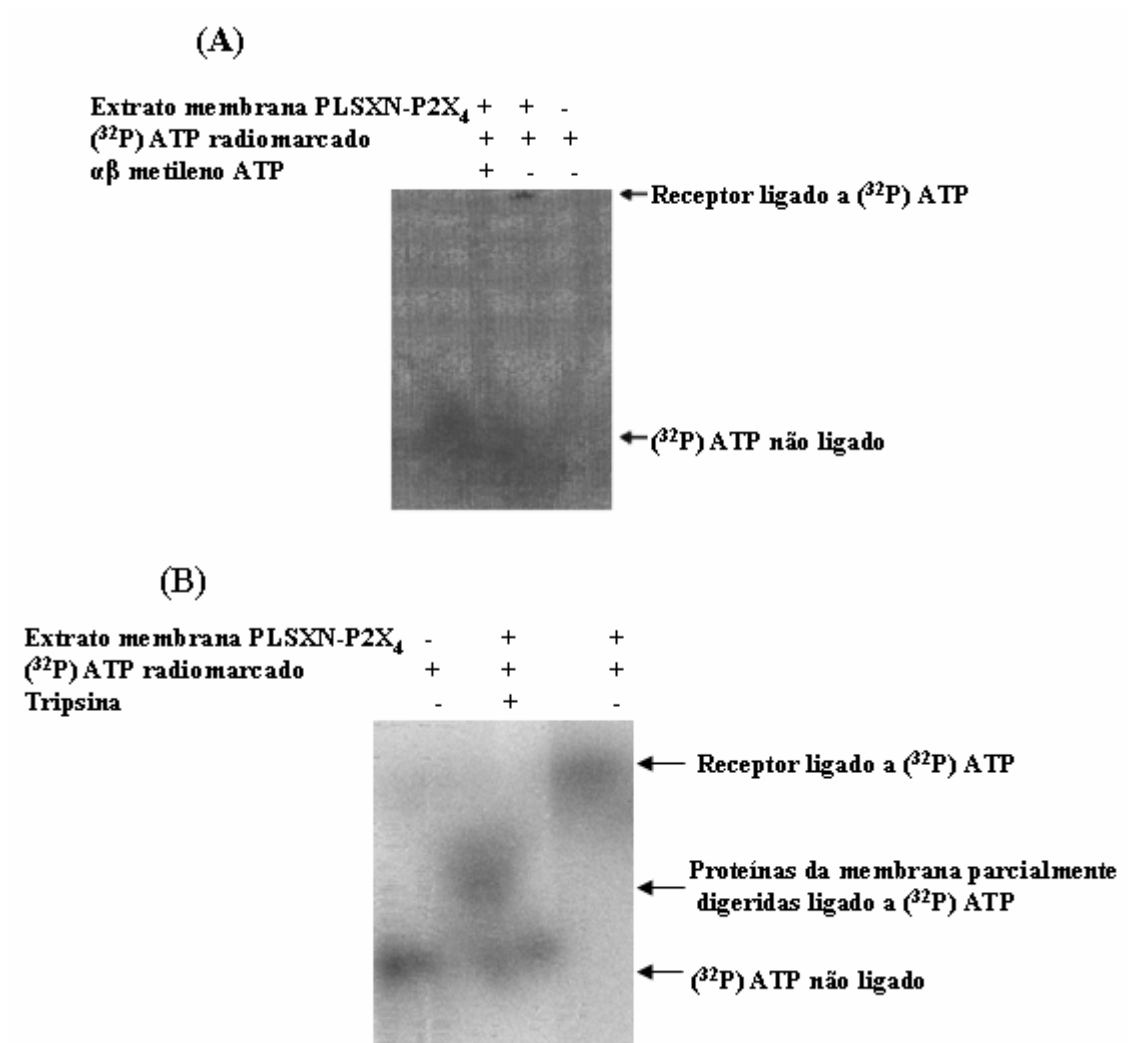 (A)
Extrato membrana PLSXN-P2X4 + + -
(32P) ATP radiomarcado + + +
αβ metileno ATP + - -
Receptor ligado a (32P) ATP
(32P) ATP não ligado
(B)
Extrato membrana PLSXN-P2X4 - + +
(32P) ATP radiomarcado + + +
Tripsina - + -
Receptor ligado a (32P) ATP
Proteínas da membrana parcialmente
digeridas ligado a (32P) ATP
(32P) ATP não ligado